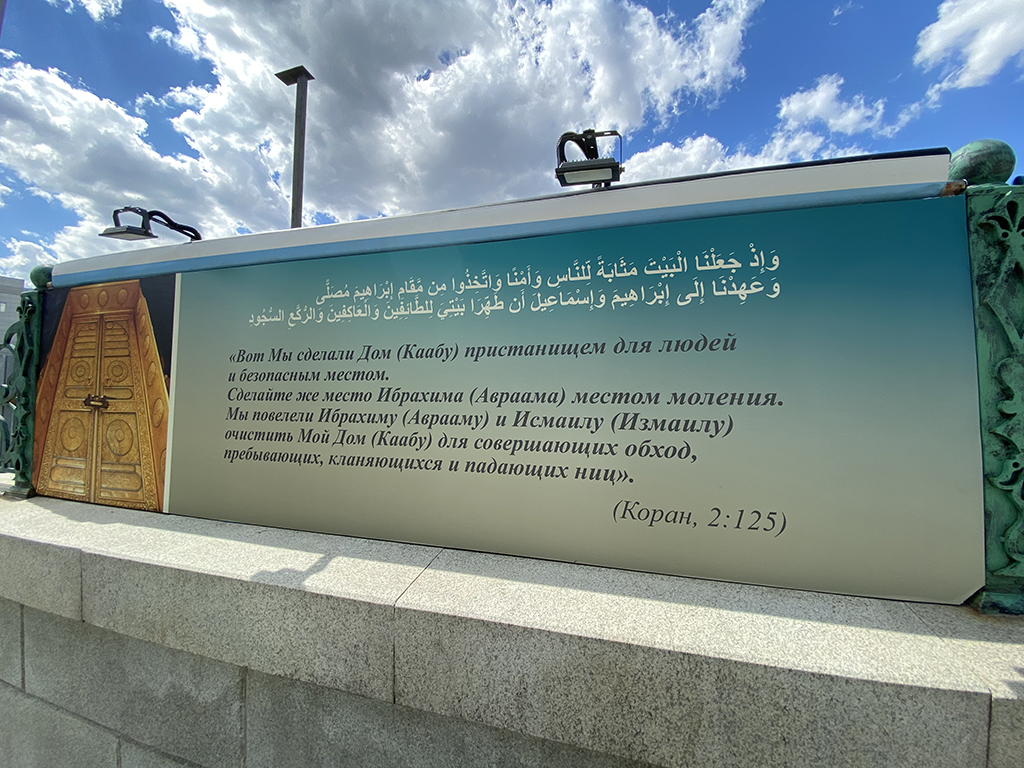 وَإِذْ جَعَلْنَا الْبَيْتَ مَثَابَةً لِّلنَّاسِ وَأَمْنًا وَاتَّخِذُوا مِن مَّقَامِ إِبْرَاهِيمَ مُصَلًّى
وَعَهِدْنَا إِلَى إِبْرَاهِيمَ وَإِسْمَاعِيلَ أَن طَهِّرَا بَيْتِيَ لِلطَّائِفِينَ وَالْعَاكِفِينَ وَالرُّكَّعِ السُّجُودِ
«Вот Мы сделали Дом (Каабу) пристанищем для людей
и безопасным местом.
Сделайте же место Ибрахима (Авраама) местом моления.
Мы повелели Ибрахиму (Аврааму) и Исмаилу (Измаилу)
очистить Мой Дом (Каабу) для совершающих обход,
пребывающих, кланяющихся и падающих ниц».
(Коран, 2:125)